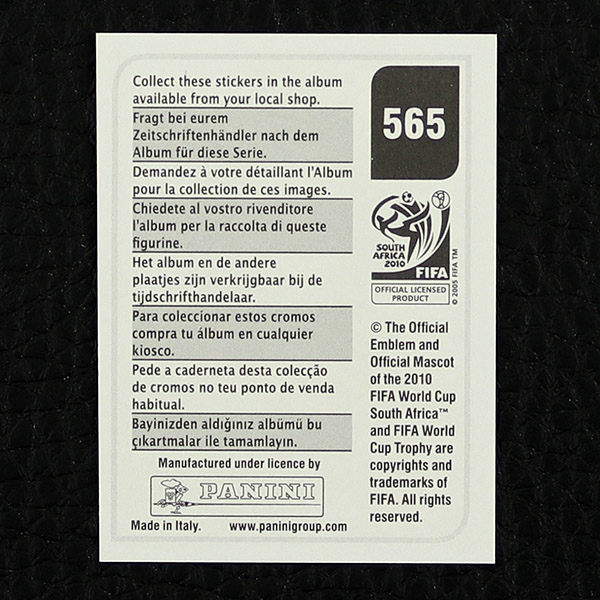 Collect these stickers in the album
available from your local shop.
Fragt bei eurem
Zeitschriftenhändler nach dem
Album für diese Serie.
Demandez à votre détaillant l'Album
pour la collection de ces images.
Chiedete al vostro rivenditore
l'album per la raccolta di queste
figurine.
Het album en de andere
plaatjes zijn verkrijgbaar bij de
tijdschrifthandelaar.
Para coleccionar estos cromos
compra tu álbum en cualquier
kiosco.
Pede a caderneta desta colecção
de cromos no teu ponto de venda
habitual.
Bayinizden aldığınız albümü bu
çıkartmalar ile tamamlayın.
Manufactured under licence by
PANINI
Made in Italy. www.paninigroup.com
565
SOUTH
AFRICA
2010
FIFA
OFFICIAL LICENSED
PRODUCT
© 2005 FIFA TM
© The Official
Emblem and
Official Mascot
of the 2010
FIFA World Cup
South Africa™
and FIFA World
Cup Trophy are
copyrights and
trademarks of
FIFA. All rights
reserved.